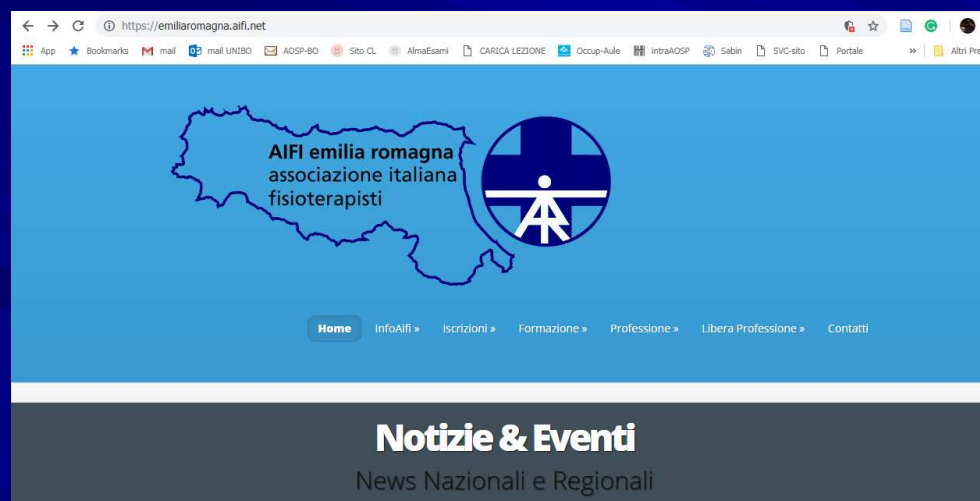 https://emiliaromagna.aifi.net
App Bookmarks mail mail UNIBO AOSP-BO Sito CL AlmaEsami CARICA LEZIONE Occup-Aule intraAOSP Sabin SVC-sito Portale » Altri Pre
AIFI emilia romagna
associazione italiana
fisioterapisti
Home InfoAifi » Iscrizioni » Formazione » Professione » Libera Professione » Contatti
Notizie & Eventi
News Nazionali e Regionali